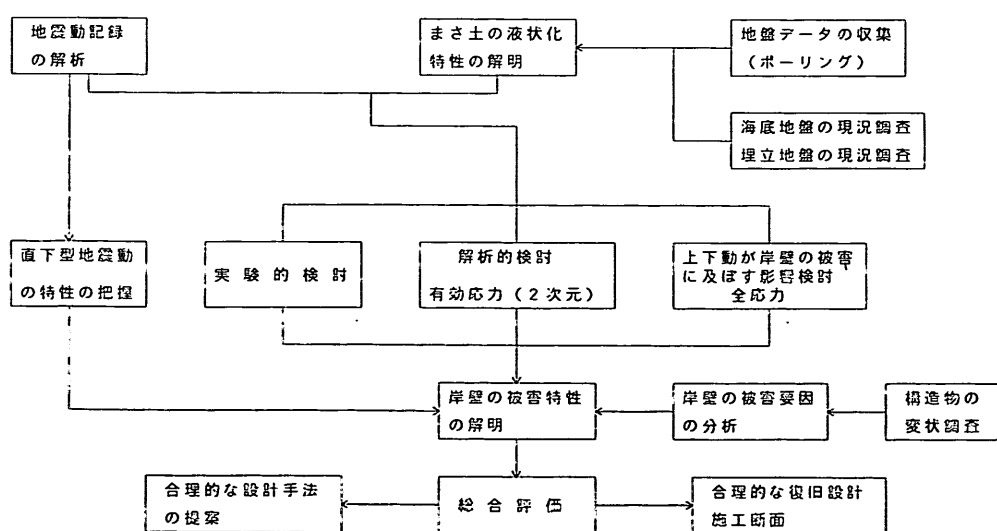 地震動記録
の解析
まさ土の液状化
特性の解明
地盤データの収集
(ボーリング)
海底地盤の現況調査
埋立地盤の現況調査
直下型地震動
の特性の把握
実験的検討
解析的検討
有効応力(2次元)
上下動が岸壁の被害
に及ぼす影響検討
全応力
岸壁の被害特性
の解明
岸壁の被害要因
の分析
構造物の
変状調査
合理的な設計手法
の提案
総合評価
合理的な復旧設計
施工断面